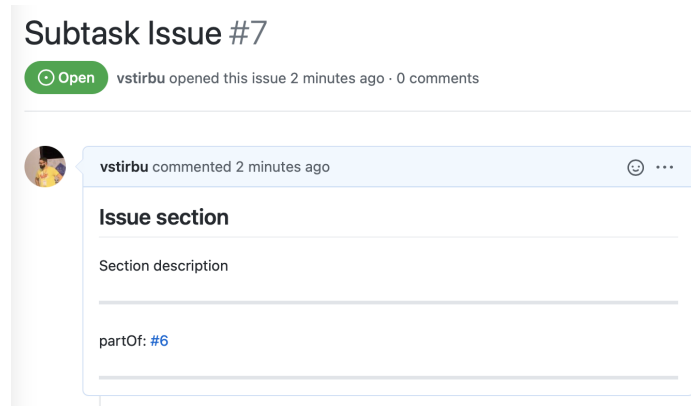 Subtask Issue #7
Open vstirbu opened this issue 2 minutes ago · 0 comments
vstirbu commented 2 minutes ago
Issue section
Section description
partOf: #6